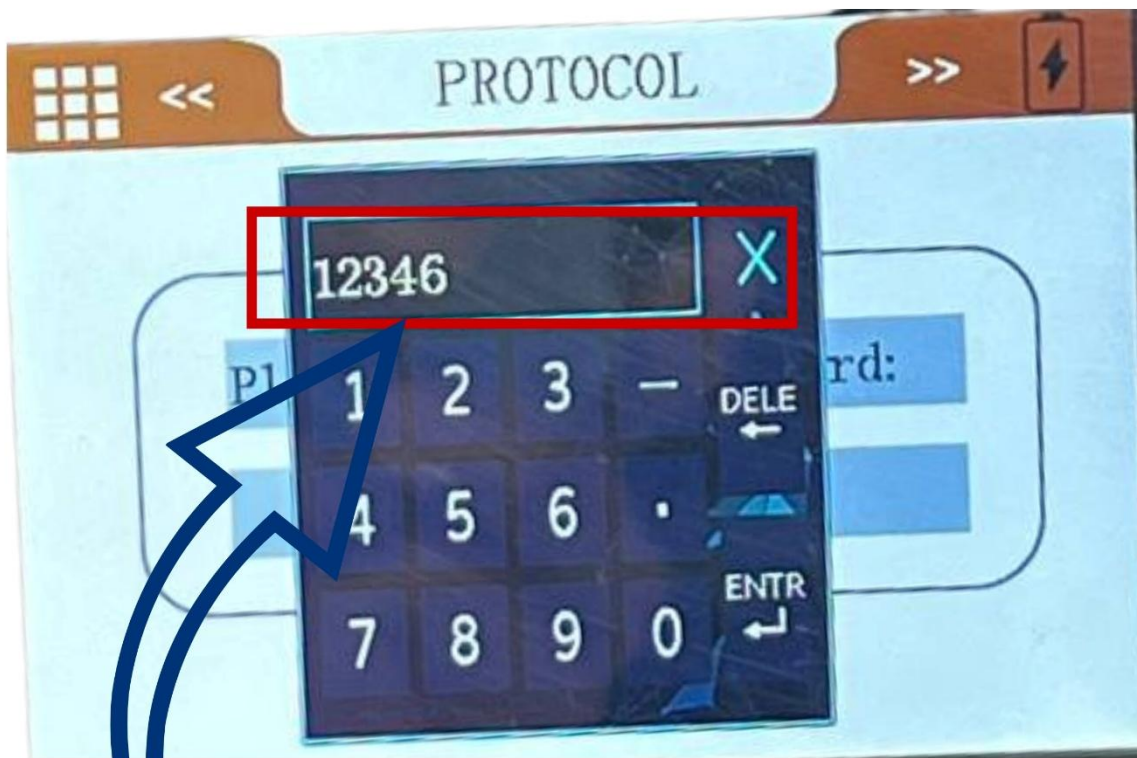 << PROTOCOL >>
12346 X
Pl rd:
1 2 3 - DELE
4 5 6 .
7 8 9 0 ENTR